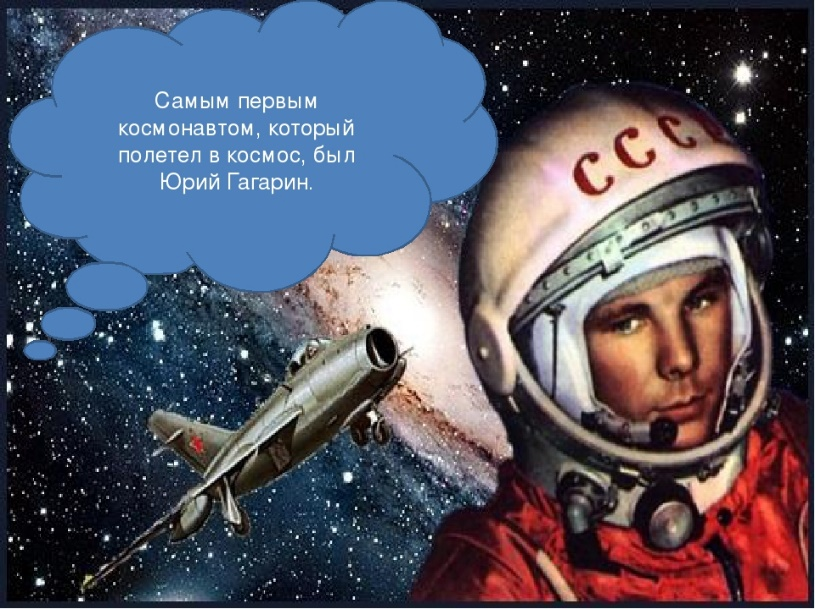 Самым первым
космонавтом, который
полетел в космос, был
Юрий Гагарин.
СССР